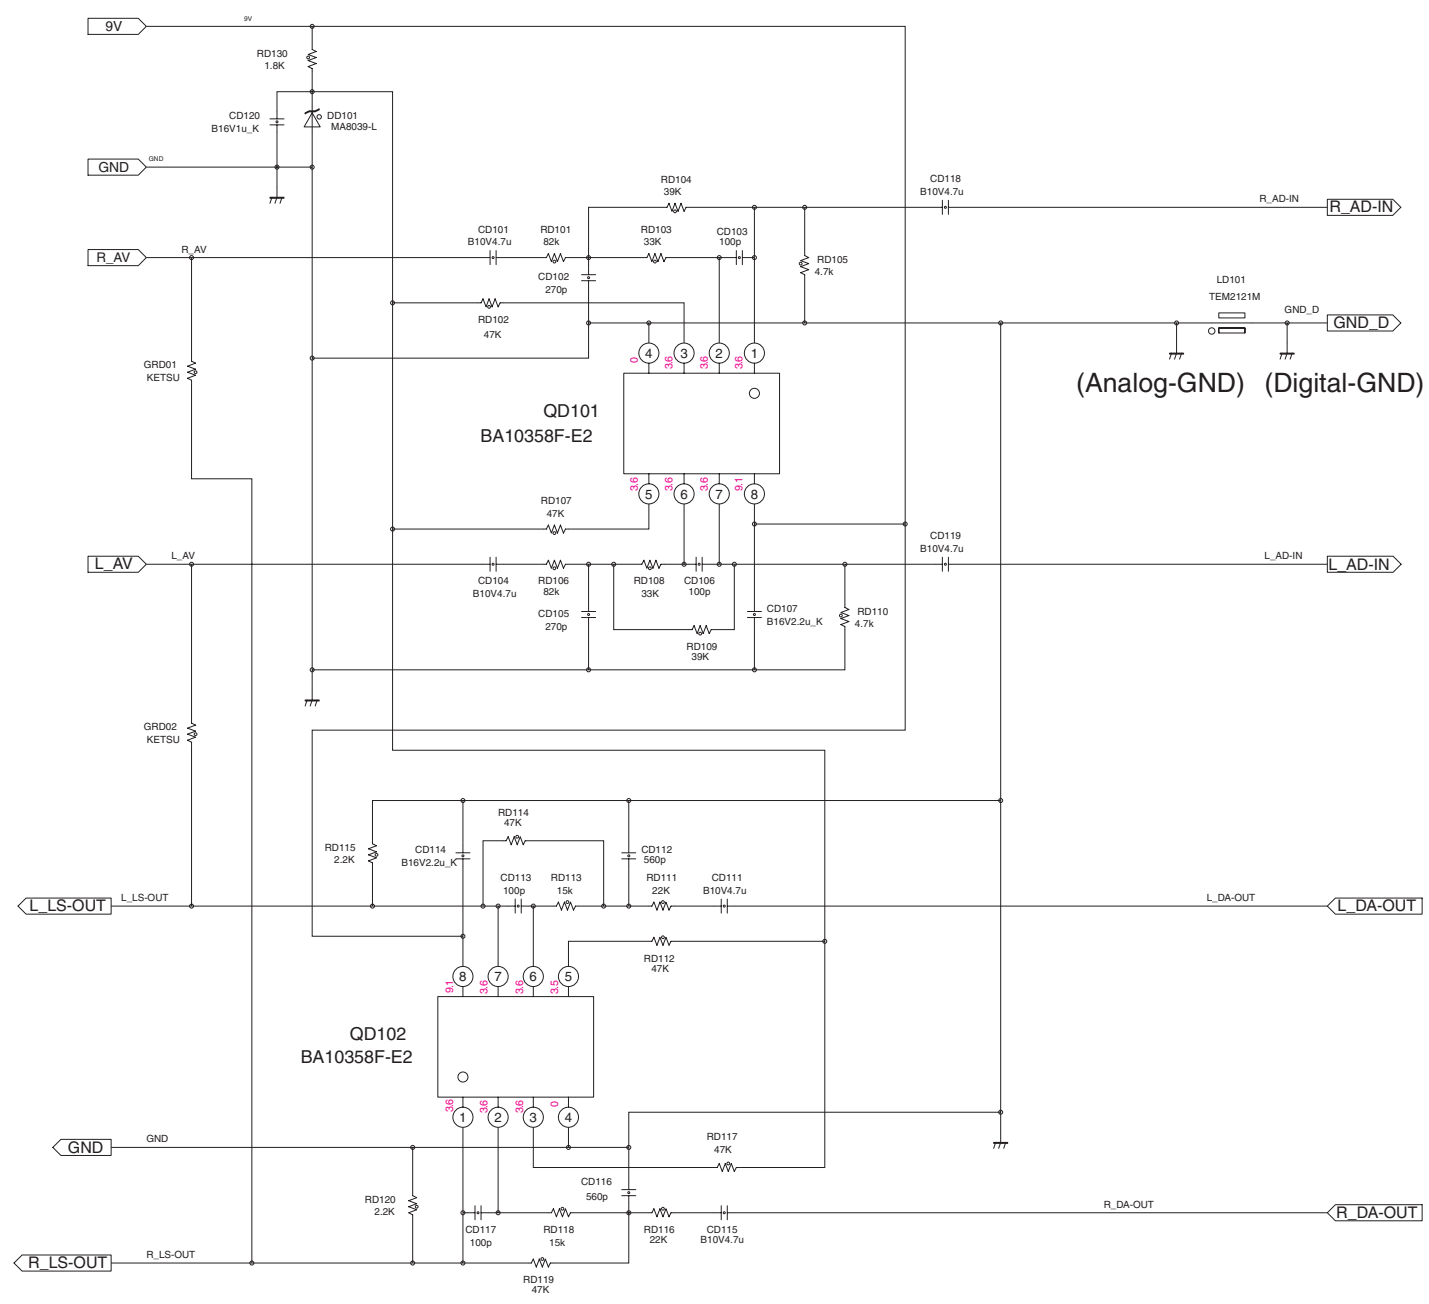 9V
9V
RD130
1.8K
CD120
B16V1u_K
DD101
MA8039-L
GND
GND
RD104
39K
CD118
B10V4.7u
R_AD-IN
R_AD-IN
R_AV
R_AV
CD101
B10V4.7u
RD101
82k
RD103
33K
CD103
100p
CD102
270p
RD105
4.7k
LD101
TEM2121M
RD102
47K
GND_D
GND_D
4
3
2
1
0
3.6
3.6
3.6
(Analog-GND)
(Digital-GND)
GRD01
KETSU
QD101
BA10358F-E2
3.6
3.6
3.6
9.1
5
6
7
8
RD107
47K
CD119
B10V4.7u
L_AV
L_AV
L_AD-IN
L_AD-IN
CD104
B10V4.7u
RD106
82k
RD108
33K
CD106
100p
CD105
270p
CD107
B16V2.2u_K
RD110
4.7k
RD109
39K
GRD02
KETSU
RD114
47K
RD115
2.2K
CD114
B16V2.2u_K
CD112
560p
CD113
100p
RD113
15k
RD111
22K
CD111
B10V4.7u
L_LS-OUT
L_LS-OUT
L_DA-OUT
L_DA-OUT
RD112
47K
8
7
6
5
9.1
3.6
3.6
3.5
QD102
BA10358F-E2
3.6
3.6
3.6
0
1
2
3
4
GND
GND
RD117
47K
CD116
560p
RD120
2.2K
CD117
100p
RD118
15k
RD116
22K
CD115
B10V4.7u
R_DA-OUT
R_DA-OUT
R_LS-OUT
R_LS-OUT
RD119
47K